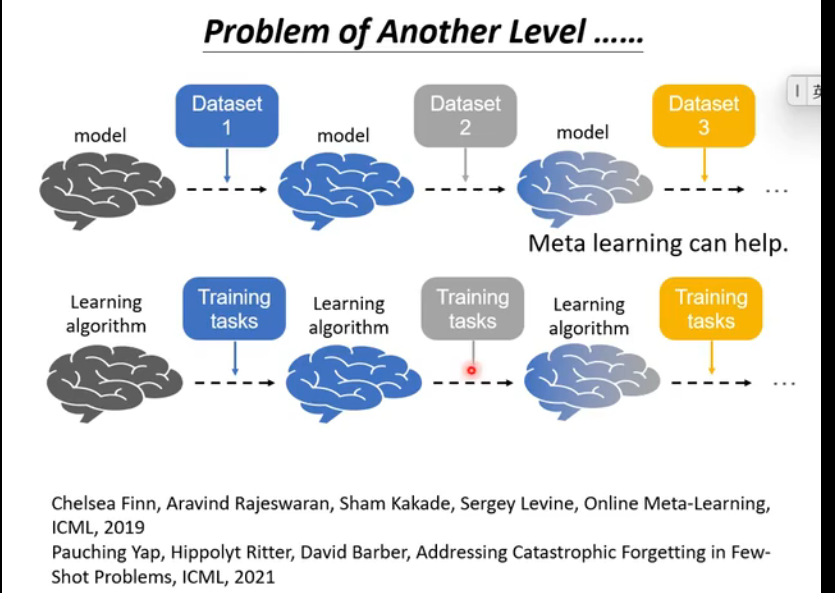 Problem of Another Level ……
Dataset
1
Dataset
2
Dataset
3
model
model
model
...
Meta learning can help.
Learning
algorithm
Training
tasks
Learning
algorithm
Training
tasks
Learning
algorithm
Training
tasks
...
Chelsea Finn, Aravind Rajeswaran, Sham Kakade, Sergey Levine, Online Meta-Learning,
ICML, 2019
Pauching Yap, Hippolyt Ritter, David Barber, Addressing Catastrophic Forgetting in Few-
Shot Problems, ICML, 2021